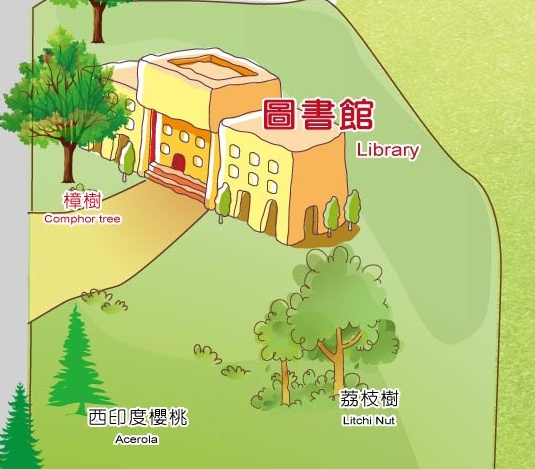 圖書館
Library
樟樹
Comphor tree
荔枝樹
Litchi Nut
西印度櫻桃
Acerola